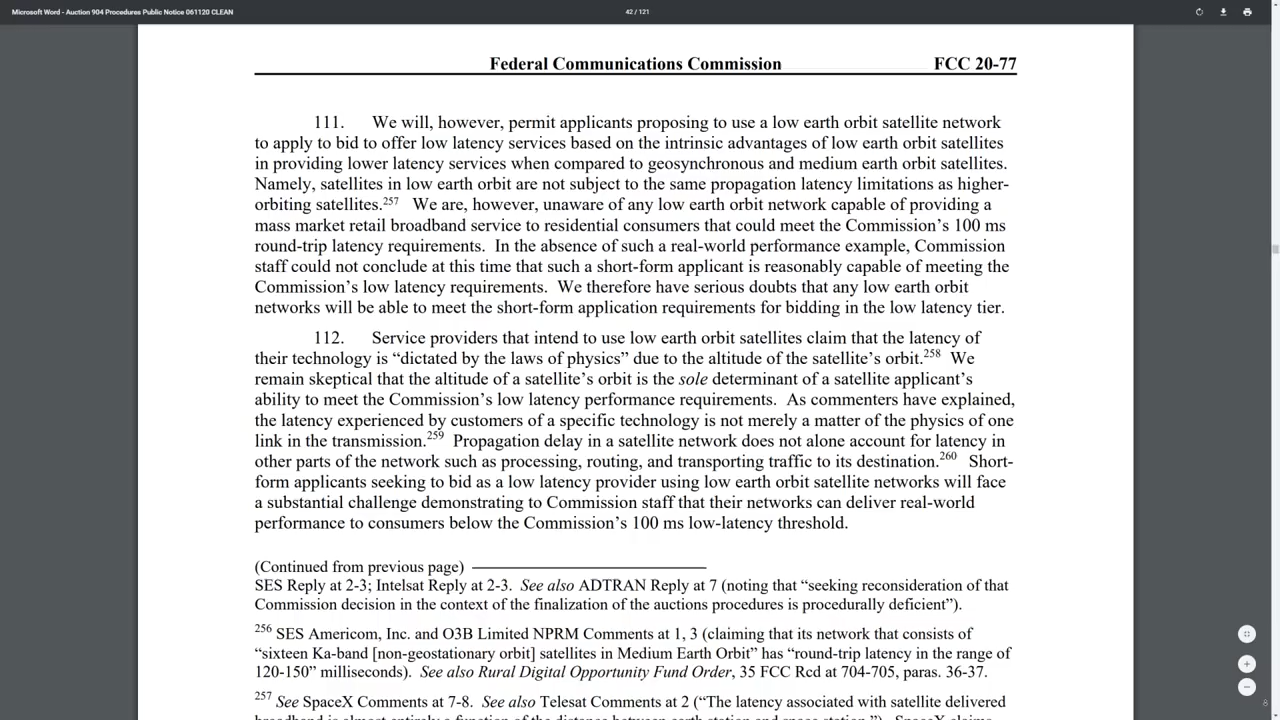 Microsoft Word - Auction 904 Procedures Public Notice 061120 CLEAN
42 / 121
Federal Communications Commission FCC 20-77
111. We will, however, permit applicants proposing to use a low earth orbit satellite network
to apply to bid to offer low latency services based on the intrinsic advantages of low earth orbit satellites
in providing lower latency services when compared to geosynchronous and medium earth orbit satellites.
Namely, satellites in low earth orbit are not subject to the same propagation latency limitations as higher-
orbiting satellites.257 We are, however, unaware of any low earth orbit network capable of providing a
mass market retail broadband service to residential consumers that could meet the Commission’s 100 ms
round-trip latency requirements. In the absence of such a real-world performance example, Commission
staff could not conclude at this time that such a short-form applicant is reasonably capable of meeting the
Commission’s low latency requirements. We therefore have serious doubts that any low earth orbit
networks will be able to meet the short-form application requirements for bidding in the low latency tier.
112. Service providers that intend to use low earth orbit satellites claim that the latency of
their technology is “dictated by the laws of physics” due to the altitude of the satellite’s orbit.258 We
remain skeptical that the altitude of a satellite’s orbit is the sole determinant of a satellite applicant’s
ability to meet the Commission’s low latency performance requirements. As commenters have explained,
the latency experienced by customers of a specific technology is not merely a matter of the physics of one
link in the transmission.259 Propagation delay in a satellite network does not alone account for latency in
other parts of the network such as processing, routing, and transporting traffic to its destination.260 Short-
form applicants seeking to bid as a low latency provider using low earth orbit satellite networks will face
a substantial challenge demonstrating to Commission staff that their networks can deliver real-world
performance to consumers below the Commission’s 100 ms low-latency threshold.
(Continued from previous page)
SES Reply at 2-3; Intelsat Reply at 2-3. See also ADTRAN Reply at 7 (noting that “seeking reconsideration of that
Commission decision in the context of the finalization of the auctions procedures is procedurally deficient”).
256 SES Americom, Inc. and O3B Limited NPRM Comments at 1, 3 (claiming that its network that consists of
“sixteen Ka-band [non-geostationary orbit] satellites in Medium Earth Orbit” has “round-trip latency in the range of
120-150” milliseconds). See also Rural Digital Opportunity Fund Order, 35 FCC Rcd at 704-705, paras. 36-37.
257 See SpaceX Comments at 7-8. See also Telesat Comments at 2 (“The latency associated with satellite delivered
broadband is almost entirely a function of the distance between earth station and space station.”) SpaceX claims
8